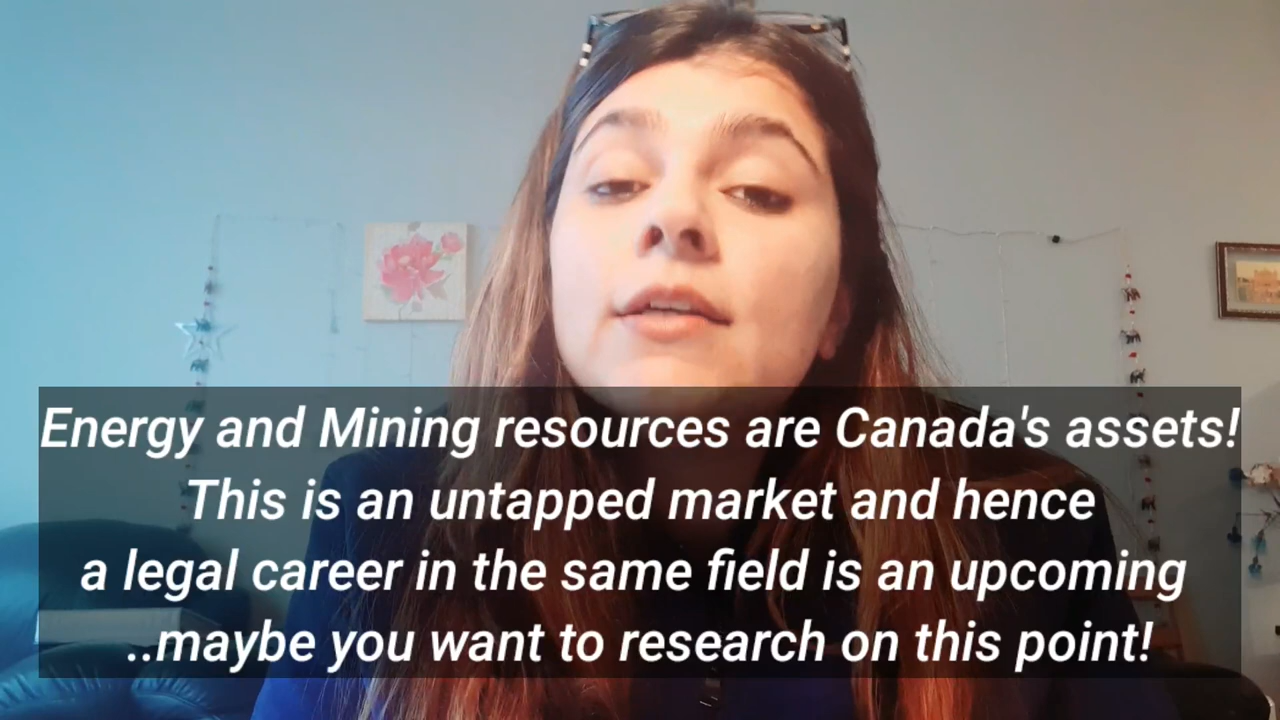 Energy and Mining resources are Canada's assets!
This is an untapped market and hence
a legal career in the same field is an upcoming
..maybe you want to research on this point!